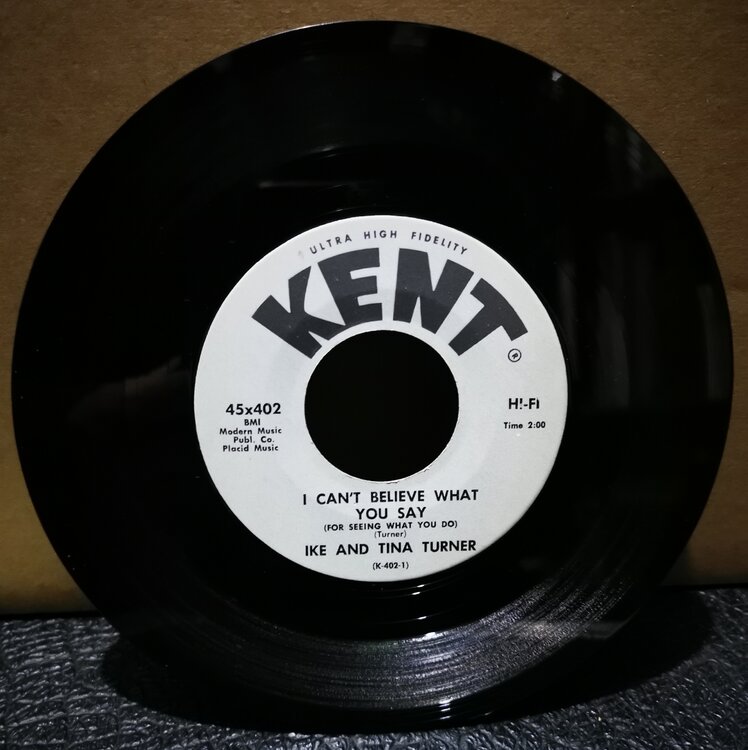 ULTRA HIGH FIDELITY
KENT
®
45x402
BMI
Modern Music
Publ. Co.
Placid Music
H!-FI
Time 2:00
I CAN'T BELIEVE WHAT
YOU SAY
(FOR SEEING WHAT YOU DO)
(Turner)
IKE AND TINA TURNER
(K-402-1)